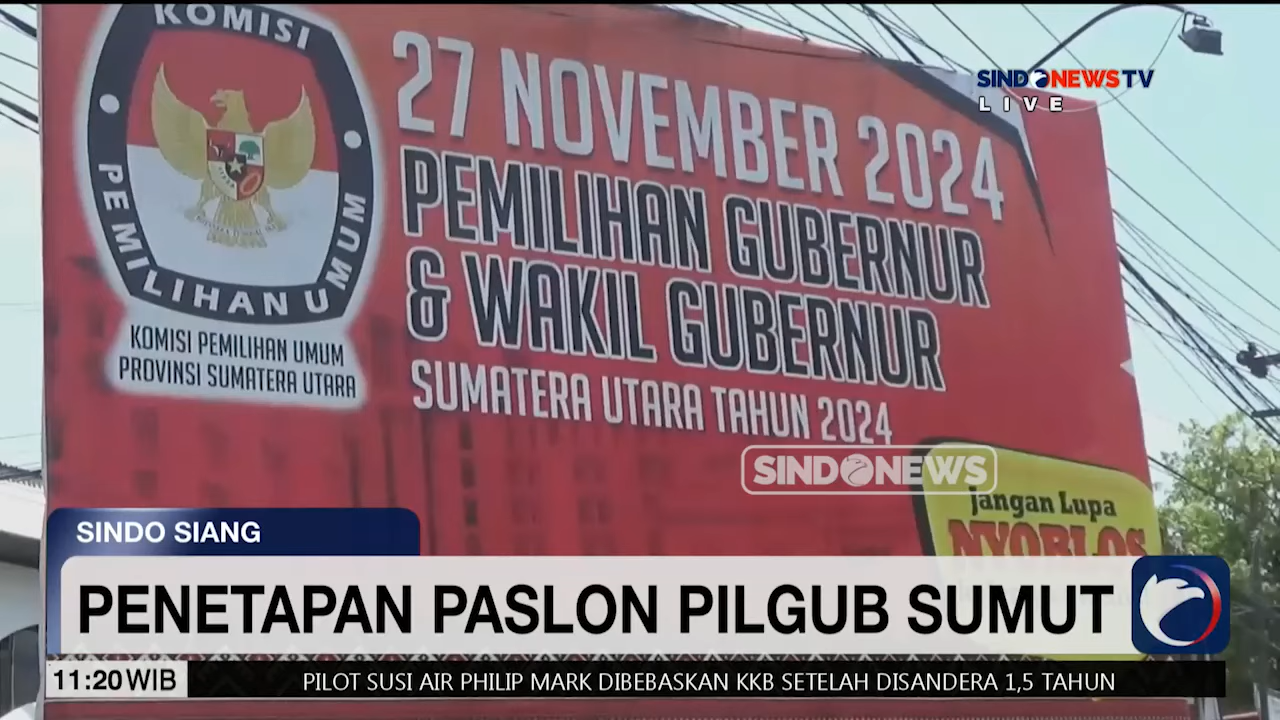 KOMISI
PEMILIHAN UMUM
KOMISI PEMILIHAN UMUM
PROVINSI SUMATERA UTARA
27 NOVEMBER 2024
PEMILIHAN GUBERNUR
& WAKIL GUBERNUR
SUMATERA UTARA TAHUN 2024
SINDONEWS TV
LIVE
SINDONEWS
Jangan Lupa
NYOBLOS
SINDO SIANG
PENETAPAN PASLON PILGUB SUMUT
11:20 WIB
PILOT SUSI AIR PHILIP MARK DIBEBASKAN KKB SETELAH DISANDERA 1,5 TAHUN